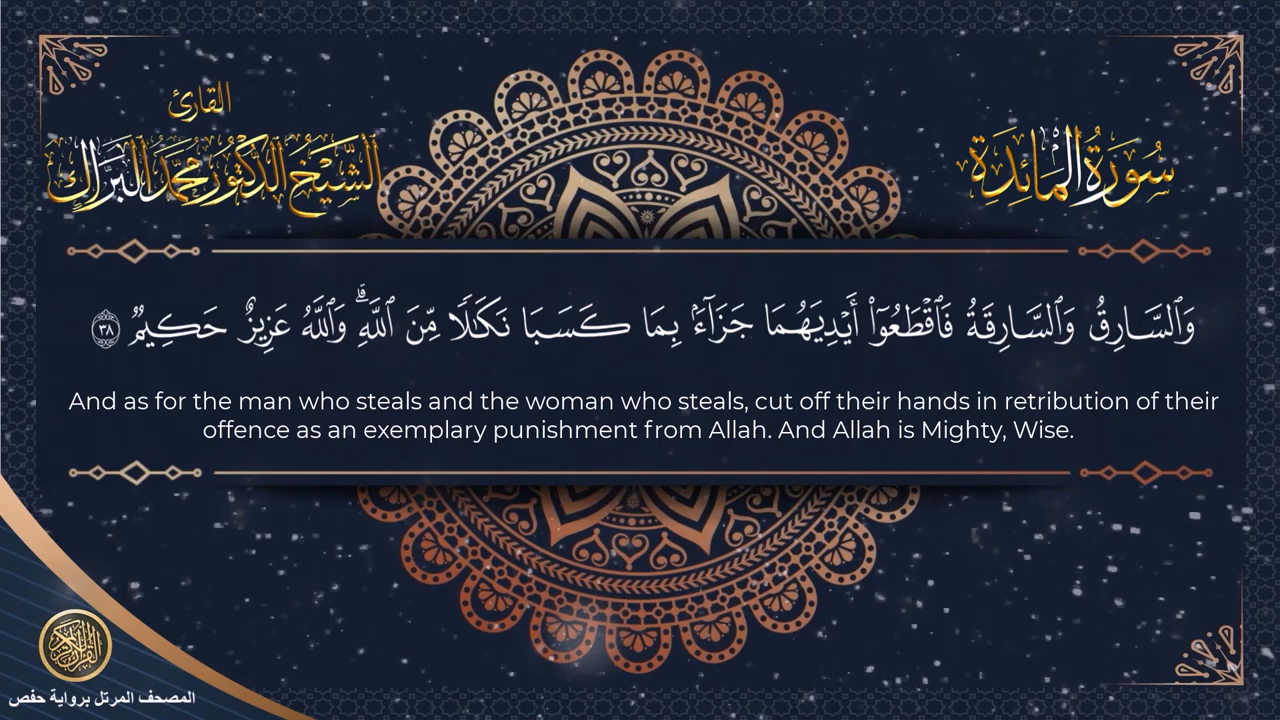 القارئ
الشيخ الدكتور محمد البراك
سورة المائدة
وَٱلسَّارِقُ وَٱلسَّارِقَةُ فَٱقْطَعُوٓا۟ أَيْدِيَهُمَا جَزَآءًۢ بِمَا كَسَبَا نَكَـٰلًا مِّنَ ٱللَّهِ ۗ وَٱللَّهُ عَزِيزٌ حَكِيمٌۭ ٣٨
And as for the man who steals and the woman who steals, cut off their hands in retribution of their
offence as an exemplary punishment from Allah. And Allah is Mighty, Wise.
القرآن الكريم
المصحف المرتل برواية حفص